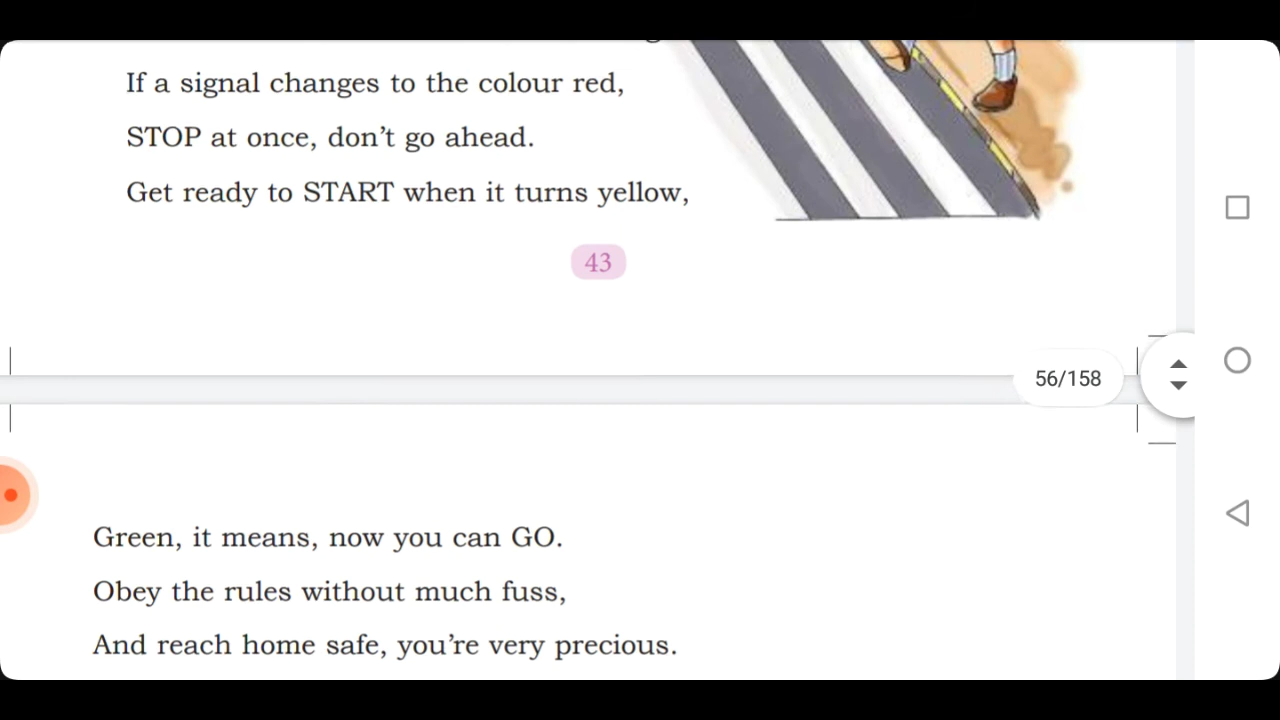 If a signal changes to the colour red,
STOP at once, don't go ahead.
Get ready to START when it turns yellow,
43
56/158
Green, it means, now you can GO.
Obey the rules without much fuss,
And reach home safe, you're very precious.